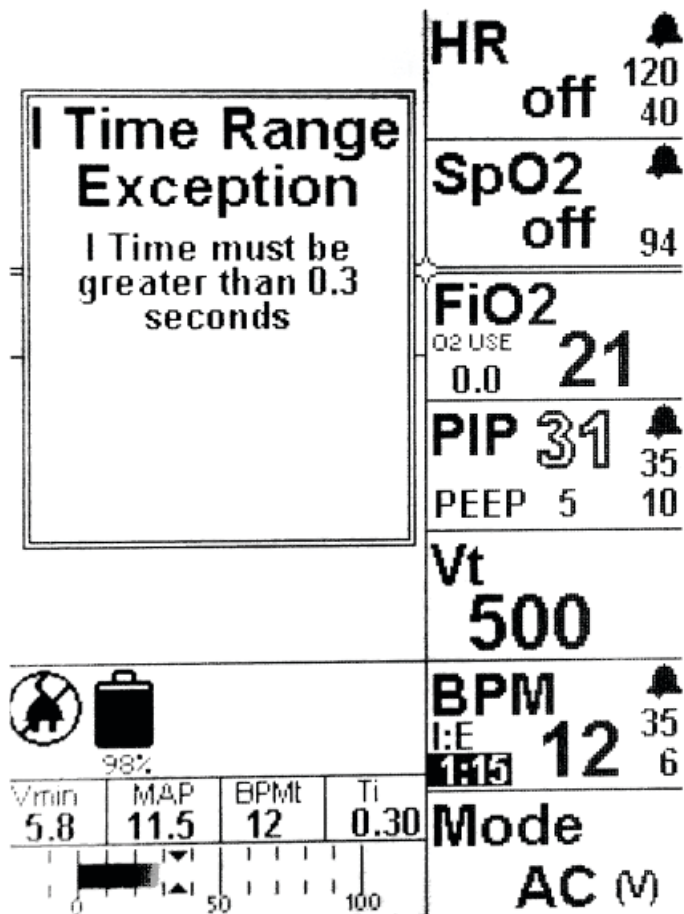 I Time Range
Exception
I Time must be
greater than 0.3
seconds
98%
Vmin
5.8
MAP
11.5
BPMt
12
Ti
0.30
0
50
100
HR
off
120
40
SpO2
off
94
FiO2
O2 USE
0.0
21
PIP
31
35
PEEP 5
10
Vt
500
BPM
I:E
1:15
12
35
6
Mode
AC (V)